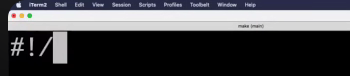 iTerm2 Shell Edit View Session Scripts Profiles Toolbelt Window Help
make (main)
#!/